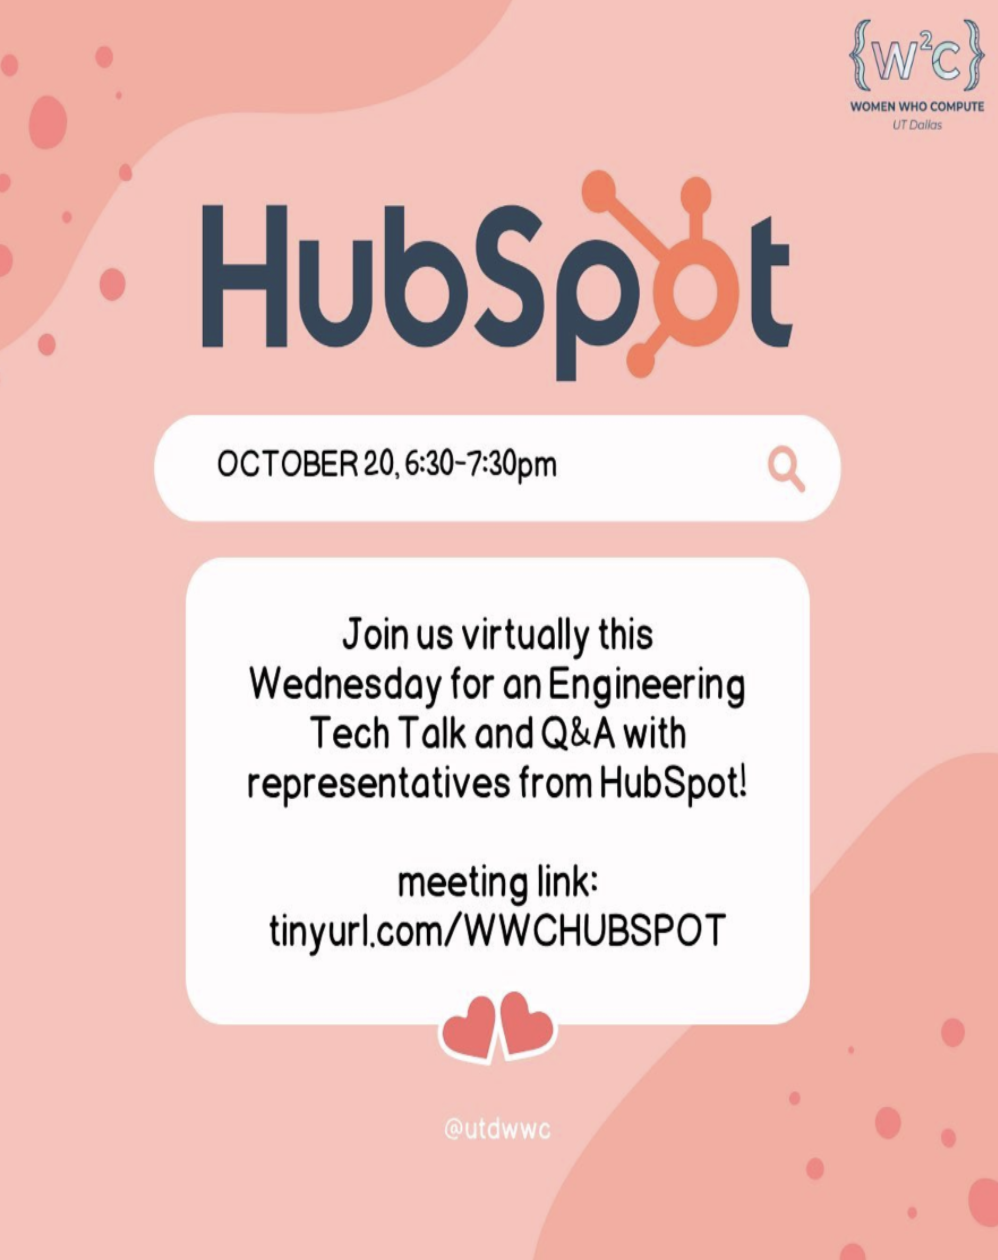 {W²C}
WOMEN WHO COMPUTE
UT Dallas
HubSpot
OCTOBER 20, 6:30-7:30pm
Join us virtually this
Wednesday for an Engineering
Tech Talk and Q&A with
representatives from HubSpot!
meeting link:
tinyurl.com/WWCHUBSPOT
@utdwwc